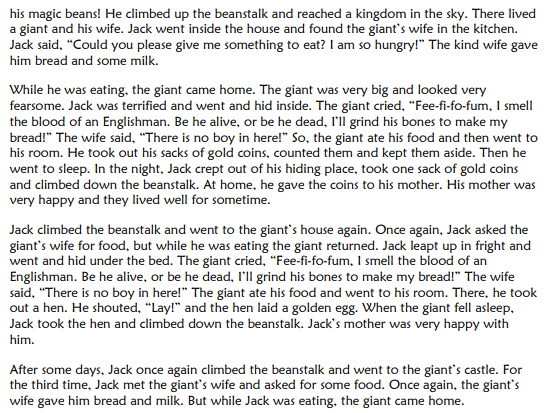 his magic beans! He climbed up the beanstalk and reached a kingdom in the sky. There lived
a giant and his wife. Jack went inside the house and found the giant's wife in the kitchen.
Jack said, "Could you please give me something to eat? I am so hungry!" The kind wife gave
him bread and some milk.
While he was eating, the giant came home. The giant was very big and looked very
fearsome. Jack was terrified and went and hid inside. The giant cried, "Fee-fi-fo-fum, I smell
the blood of an Englishman. Be he alive, or be he dead, I'll grind his bones to make my
bread!" The wife said, "There is no boy in here!" So, the giant ate his food and then went to
his room. He took out his sacks of gold coins, counted them and kept them aside. Then he
went to sleep. In the night, Jack crept out of his hiding place, took one sack of gold coins
and climbed down the beanstalk. At home, he gave the coins to his mother. His mother was
very happy and they lived well for sometime.
Jack climbed the beanstalk and went to the giant's house again. Once again, Jack asked the
giant's wife for food, but while he was eating the giant returned. Jack leapt up in fright and
went and hid under the bed. The giant cried, "Fee-fi-fo-fum, I smell the blood of an
Englishman. Be he alive, or be he dead, I'll grind his bones to make my bread!" The wife
said, "There is no boy in here!" The giant ate his food and went to his room. There, he took
out a hen. He shouted, "Lay!" and the hen laid a golden egg. When the giant fell asleep,
Jack took the hen and climbed down the beanstalk. Jack's mother was very happy with
him.
After some days, Jack once again climbed the beanstalk and went to the giant's castle. For
the third time, Jack met the giant's wife and asked for some food. Once again, the giant's
wife gave him bread and milk. But while Jack was eating, the giant came home.